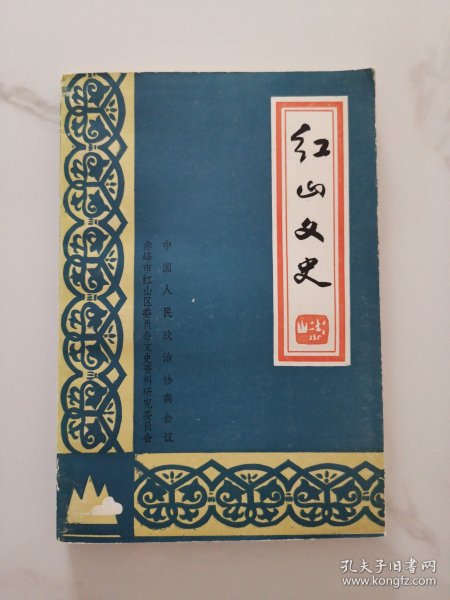 红山文史
中国人民政治协商会议
赤峰市红山区委员会文史资料研究委员会
孔夫子旧书网
www.kongfz.com